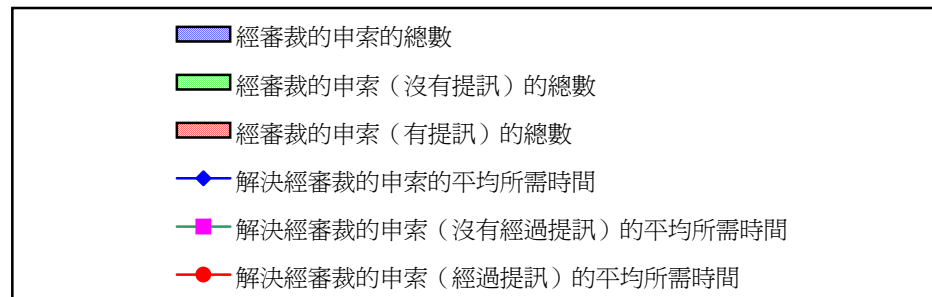 經審裁的申索的總數
經審裁的申索（沒有提訊）的總數
經審裁的申索（有提訊）的總數
解決經審裁的申索的平均所需時間
解決經審裁的申索（沒有經過提訊）的平均所需時間
解決經審裁的申索（經過提訊）的平均所需時間